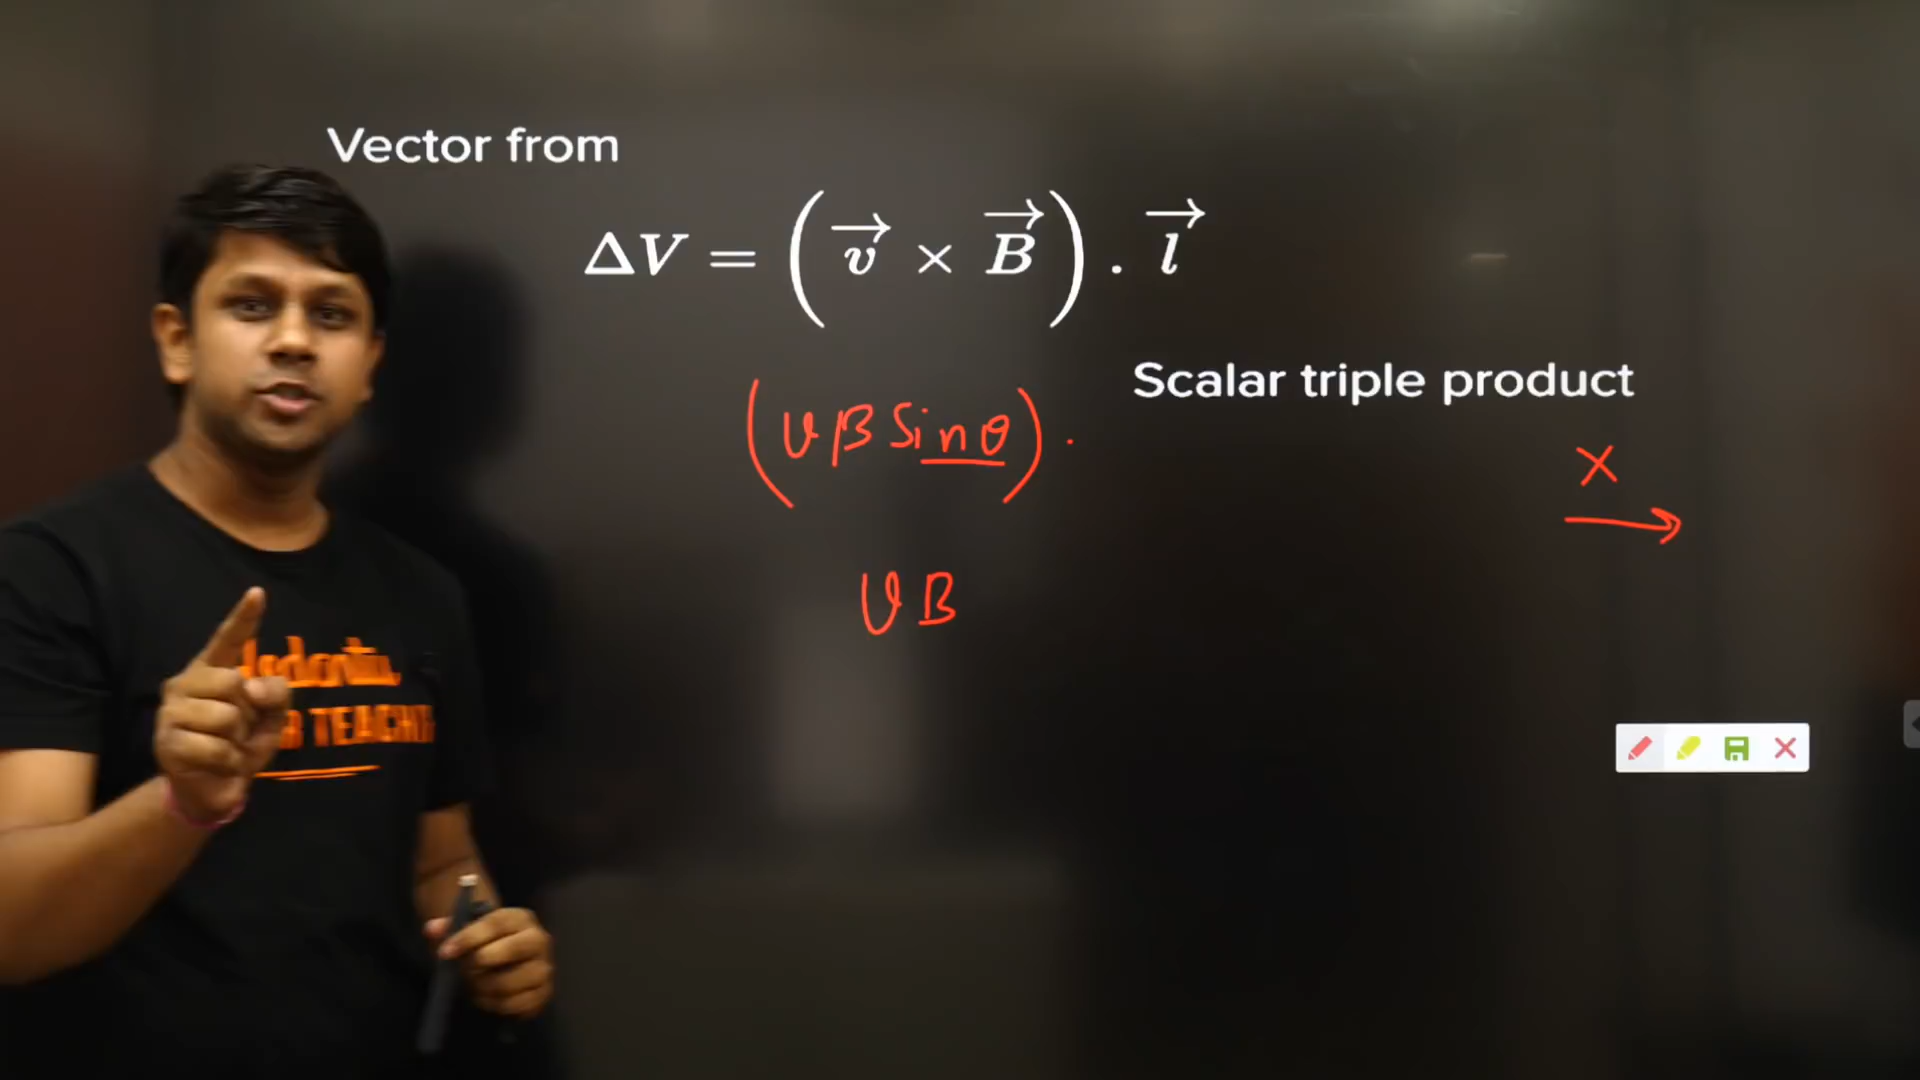 Vector from
ΔV = (v⃗ × B⃗) . l⃗
Scalar triple product
(vB Sinθ) .
X
→
vB